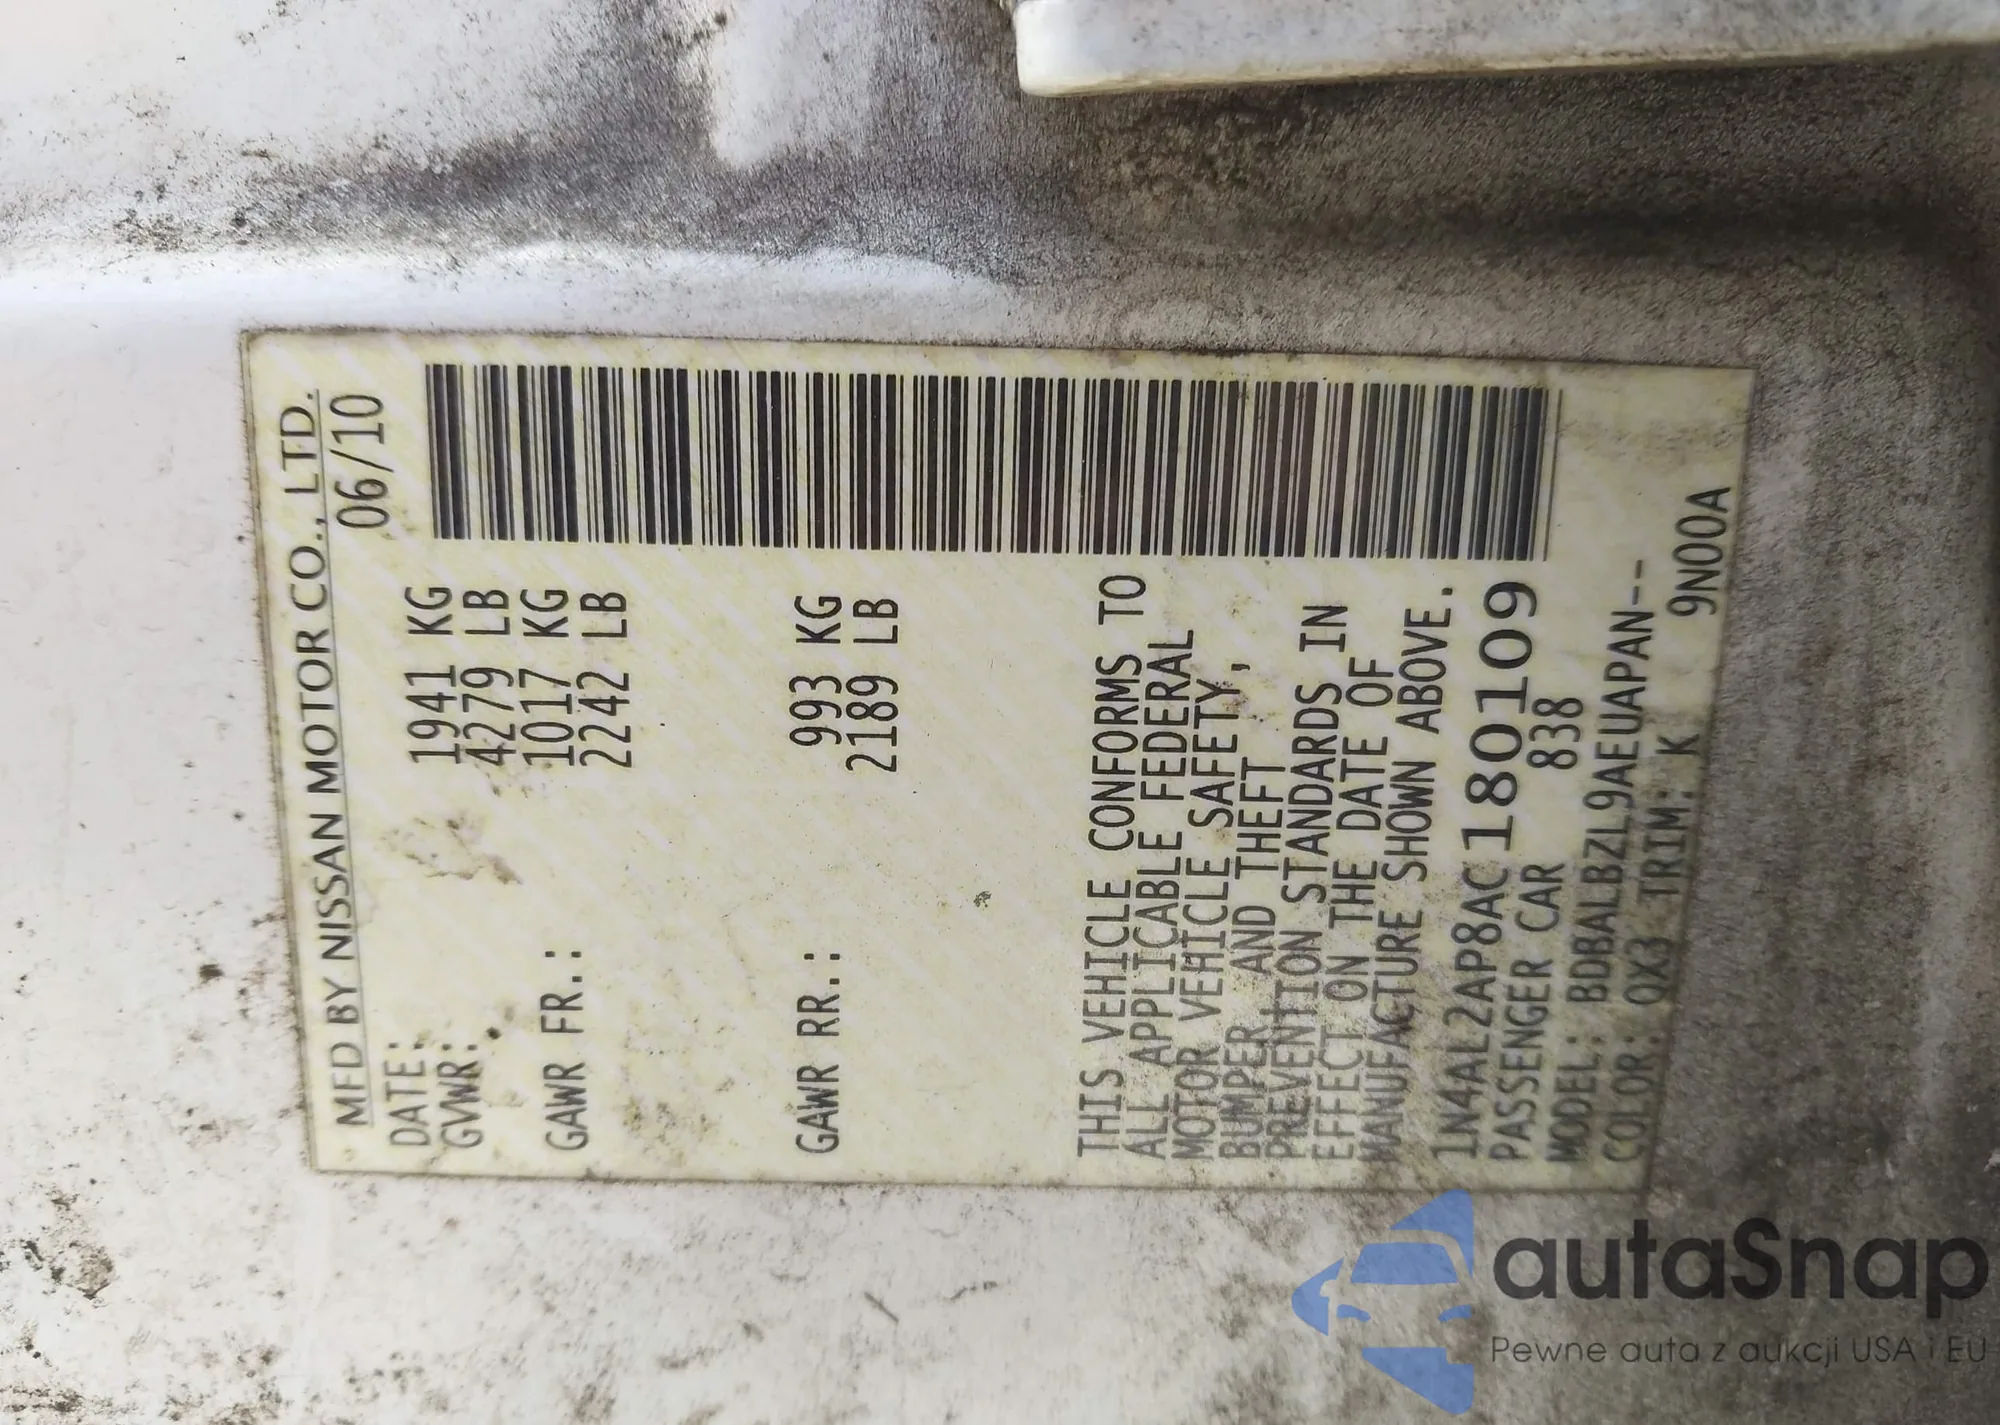 MFD BY NISSAN MOTOR CO., LTD.
DATE: 06/10
GVWR: 1941 KG
4279 LB
GAWR FR.: 1017 KG
2242 LB
GAWR RR.: 993 KG
2189 LB
THIS VEHICLE CONFORMS TO
ALL APPLICABLE FEDERAL
MOTOR VEHICLE SAFETY,
BUMPER, AND THEFT
PREVENTION STANDARDS IN
EFFECT ON THE DATE OF
MANUFACTURE SHOWN ABOVE.
1N4AL2AP8AC180109
PASSENGER CAR 838
MODEL: BDBALBZL9AEUAPAN--
COLOR: QX3 TRIM: K
9N00A
autaSnap
Pewne auta z aukcji USA i EU